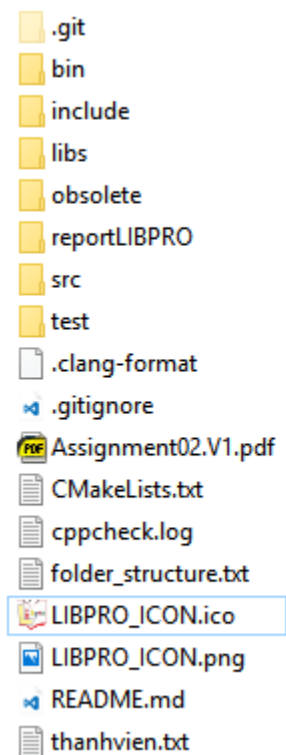 .git
bin
include
libs
obsolete
reportLIBPRO
src
test
.clang-format
.gitignore
PDF Assignment02.V1.pdf
CMakeLists.txt
cppcheck.log
folder_structure.txt
LIBPRO_ICON.ico
LIBPRO_ICON.png
README.md
thanhvien.txt